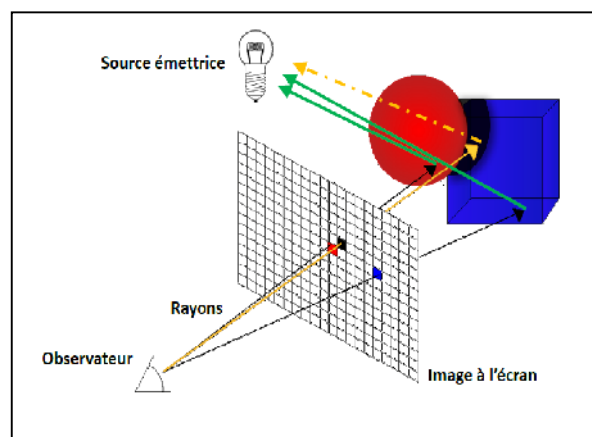 Source émettrice
Rayons
Observateur
Image à l'écran